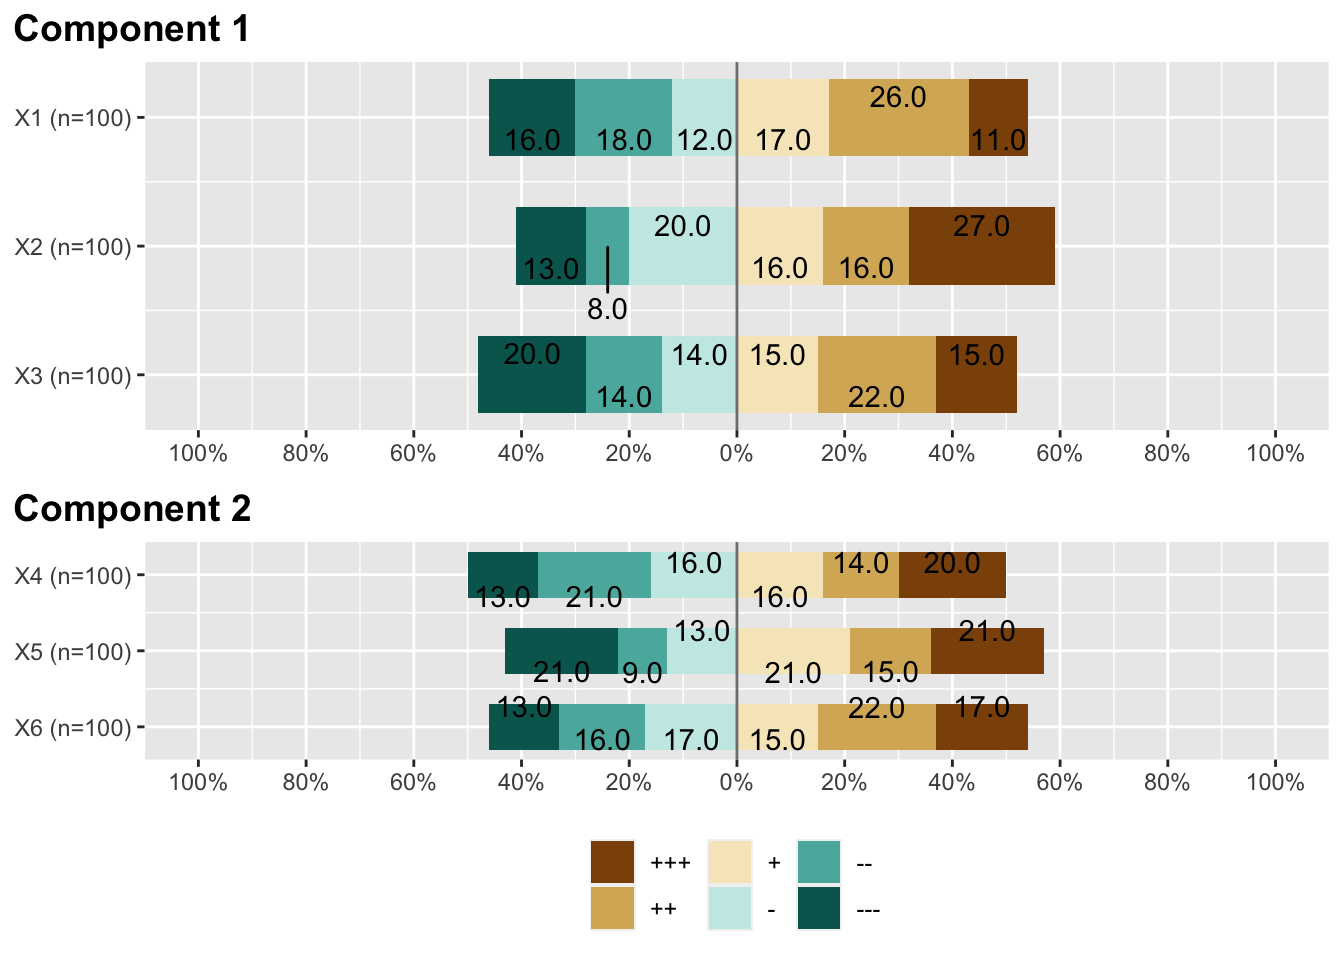 Component 1
X1 (n=100)
16.0 18.0 12.0 17.0 26.0 11.0
X2 (n=100)
13.0 8.0 20.0 16.0 16.0 27.0
X3 (n=100)
20.0 14.0 14.0 15.0 22.0 15.0
100% 80% 60% 40% 20% 0% 20% 40% 60% 80% 100%
Component 2
X4 (n=100)
13.0 21.0 16.0 16.0 14.0 20.0
X5 (n=100)
21.0 9.0 13.0 21.0 15.0 21.0
X6 (n=100)
13.0 16.0 17.0 15.0 22.0 17.0
100% 80% 60% 40% 20% 0% 20% 40% 60% 80% 100%
+++ + --
++ - ---